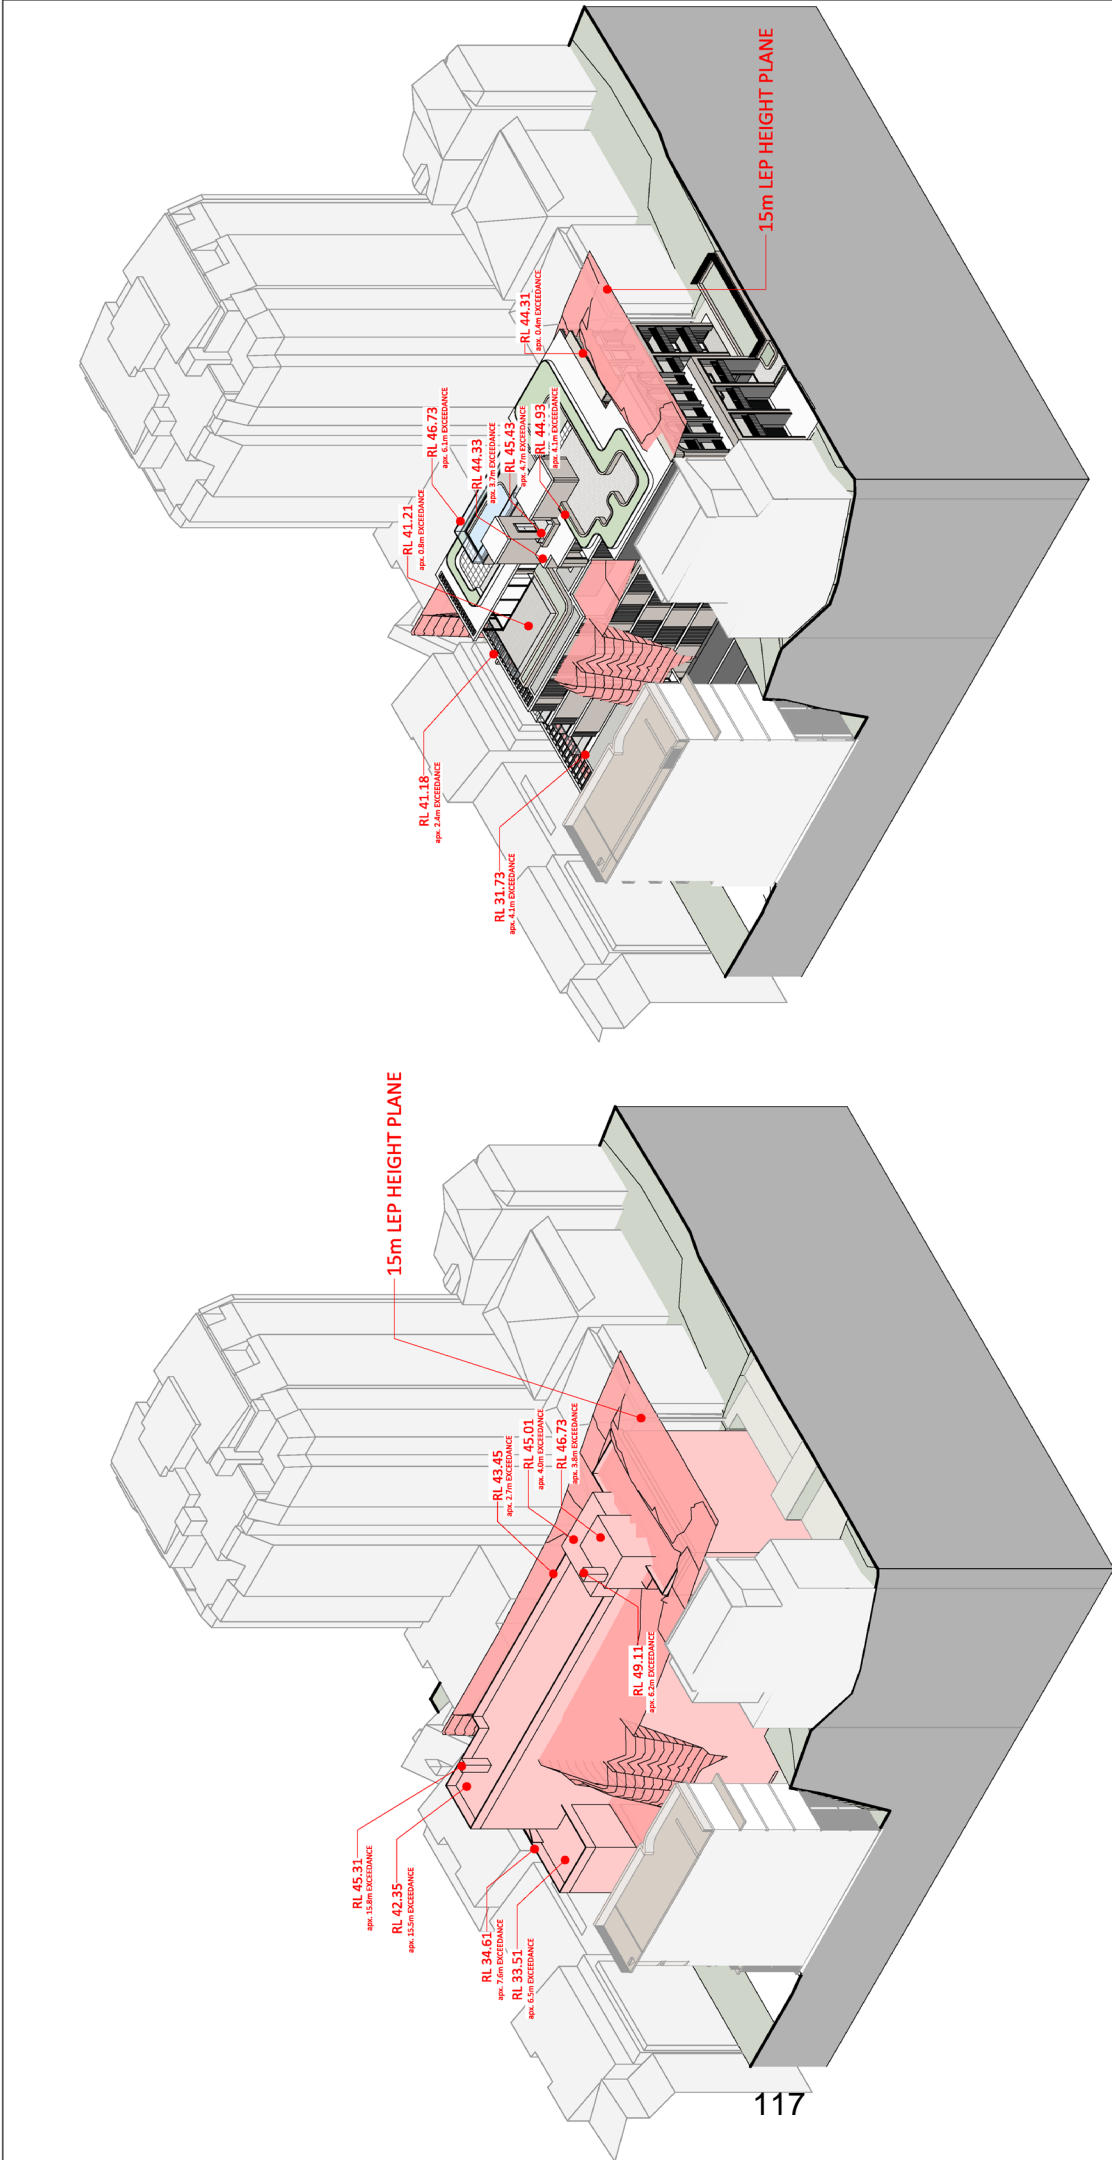 15m LEP HEIGHT PLANE
RL 44.31
apx. 0.4m EXCEEDANCE
RL 46.73
apx. 6.1m EXCEEDANCE
RL 44.33
apx. 3.7m EXCEEDANCE
RL 45.43
apx. 4.7m EXCEEDANCE
RL 44.93
apx. 4.1m EXCEEDANCE
RL 41.21
apx. 0.8m EXCEEDANCE
RL 41.18
apx. 2.4m EXCEEDANCE
RL 31.73
apx. 4.1m EXCEEDANCE
15m LEP HEIGHT PLANE
RL 43.45
apx. 2.7m EXCEEDANCE
RL 45.01
apx. 4.0m EXCEEDANCE
RL 46.73
apx. 3.8m EXCEEDANCE
RL 49.11
apx. 6.2m EXCEEDANCE
RL 45.31
apx. 15.8m EXCEEDANCE
RL 42.35
apx. 15.5m EXCEEDANCE
RL 34.61
apx. 7.6m EXCEEDANCE
RL 33.51
apx. 6.5m EXCEEDANCE
117